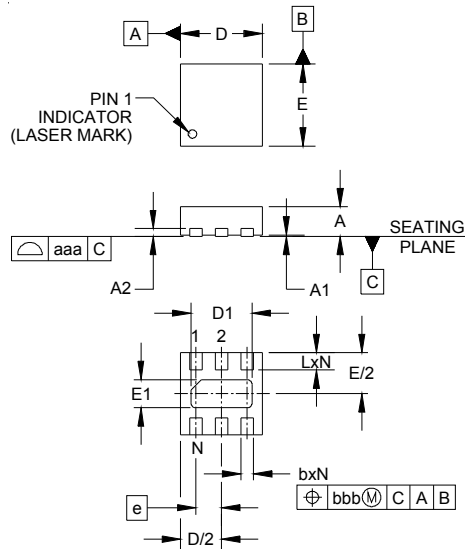 A
D
B
PIN 1
INDICATOR
(LASER MARK)
E
A
SEATING
PLANE
aaa C
C
A2
A1
D1
1 2
LxN
E/2
E1
N
bxN
bbb Ⓜ C A B
e
D/2